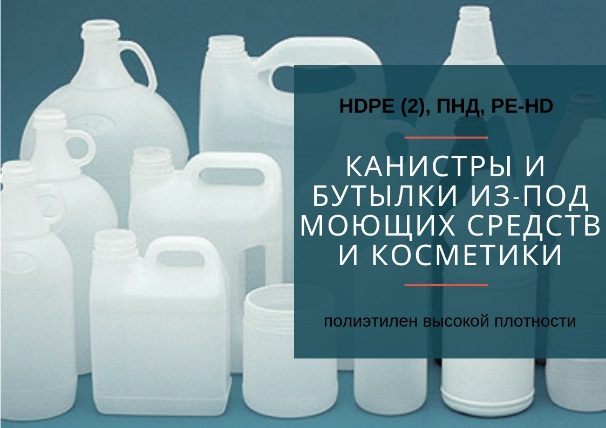 HDPE (2), ПНД, PE-HD
КАНИСТРЫ И
БУТЫЛКИ ИЗ-ПОД
МОЮЩИХ СРЕДСТВ
И КОСМЕТИКИ
полиэтилен высокой плотности